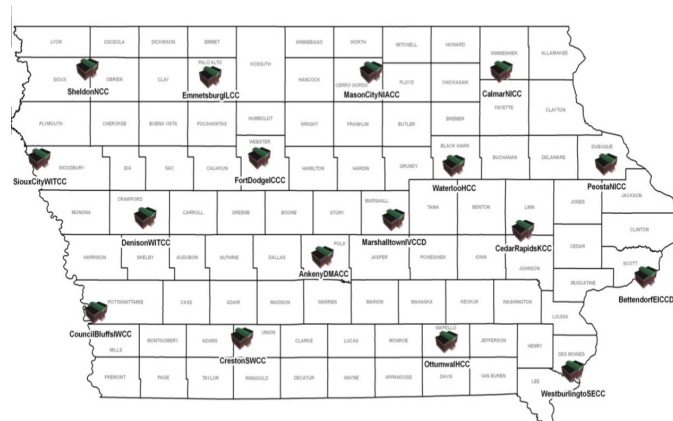 LYON
OSCEOLA
DICKINSON
EMMET
WINNEBAGO
WORTH
MITCHELL
HOWARD
WINNESHIEK
ALLAMAKEE
KOSSUTH
PALO ALTO
SIOUX
OBRIEN
CLAY
HANCOCK
CERRO GORDO
FLOYD
CHICKASAW
SheldonNCC
EmmetsburgILCC
MasonCityNIACC
CalmarNICC
FAYETTE
CLAYTON
PLYMOUTH
CHEROKEE
BUENA VISTA
POCAHONTAS
HUMBOLDT
WRIGHT
FRANKLIN
BUTLER
BREMER
WEBSTER
BLACK HAWK
DUBUQUE
WOODBURY
IDA
SAC
CALHOUN
HAMILTON
HARDIN
GRUNDY
BUCHANAN
DELAWARE
SiouxCityWITCC
FortDodgeICCC
WaterlooHCC
PeostaNICC
CRAWFORD
MARSHALL
JACKSON
MONONA
CARROLL
GREENE
BOONE
STORY
TAMA
BENTON
LINN
JONES
DenisonWITCC
MarshalltownIVCCD
CedarRapidsKCC
CLINTON
POLK
CEDAR
HARRISON
SHELBY
AUDUBON
GUTHRIE
DALLAS
JASPER
POWESHIEK
IOWA
JOHNSON
SCOTT
AnkenyDMACC
MUSCATINE
BettendorfEICCD
POTTAWATTAMIE
CASS
ADAIR
MADISON
WARREN
MARION
MAHASKA
KEOKUK
WASHINGTON
LOUISA
CouncilBluffsIWCC
MILLS
MONTGOMERY
ADAMS
UNION
CLARKE
LUCAS
MONROE
WAPELLO
JEFFERSON
HENRY
DES MOINES
CrestonSWCC
OttumwaIHCC
WestburlingtoSECC
FREMONT
PAGE
TAYLOR
RINGGOLD
DECATUR
WAYNE
APPANOOSE
DAVIS
VAN BUREN
LEE